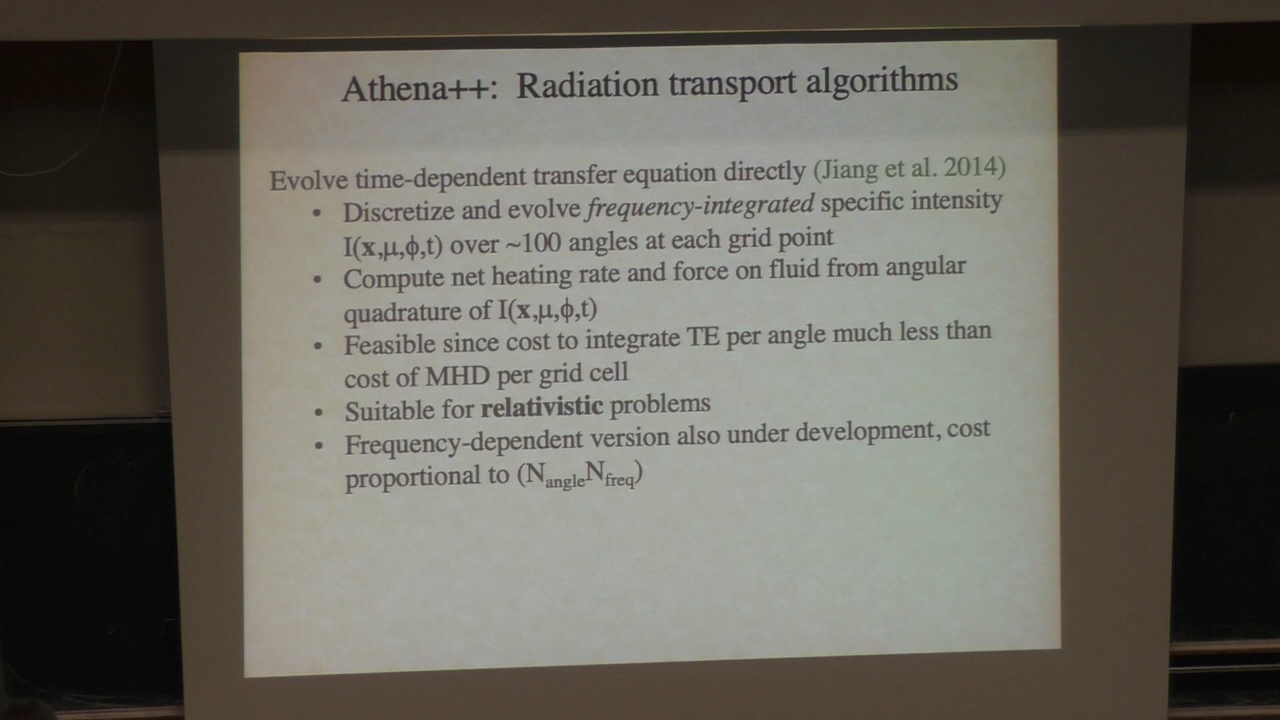 Athena++: Radiation transport algorithms
Evolve time-dependent transfer equation directly (Jiang et al. 2014)
• Discretize and evolve frequency-integrated specific intensity
I(x,μ,ϕ,t) over ~100 angles at each grid point
• Compute net heating rate and force on fluid from angular
quadrature of I(x,μ,ϕ,t)
• Feasible since cost to integrate TE per angle much less than
cost of MHD per grid cell
• Suitable for relativistic problems
• Frequency-dependent version also under development, cost
proportional to (NangleNfreq)